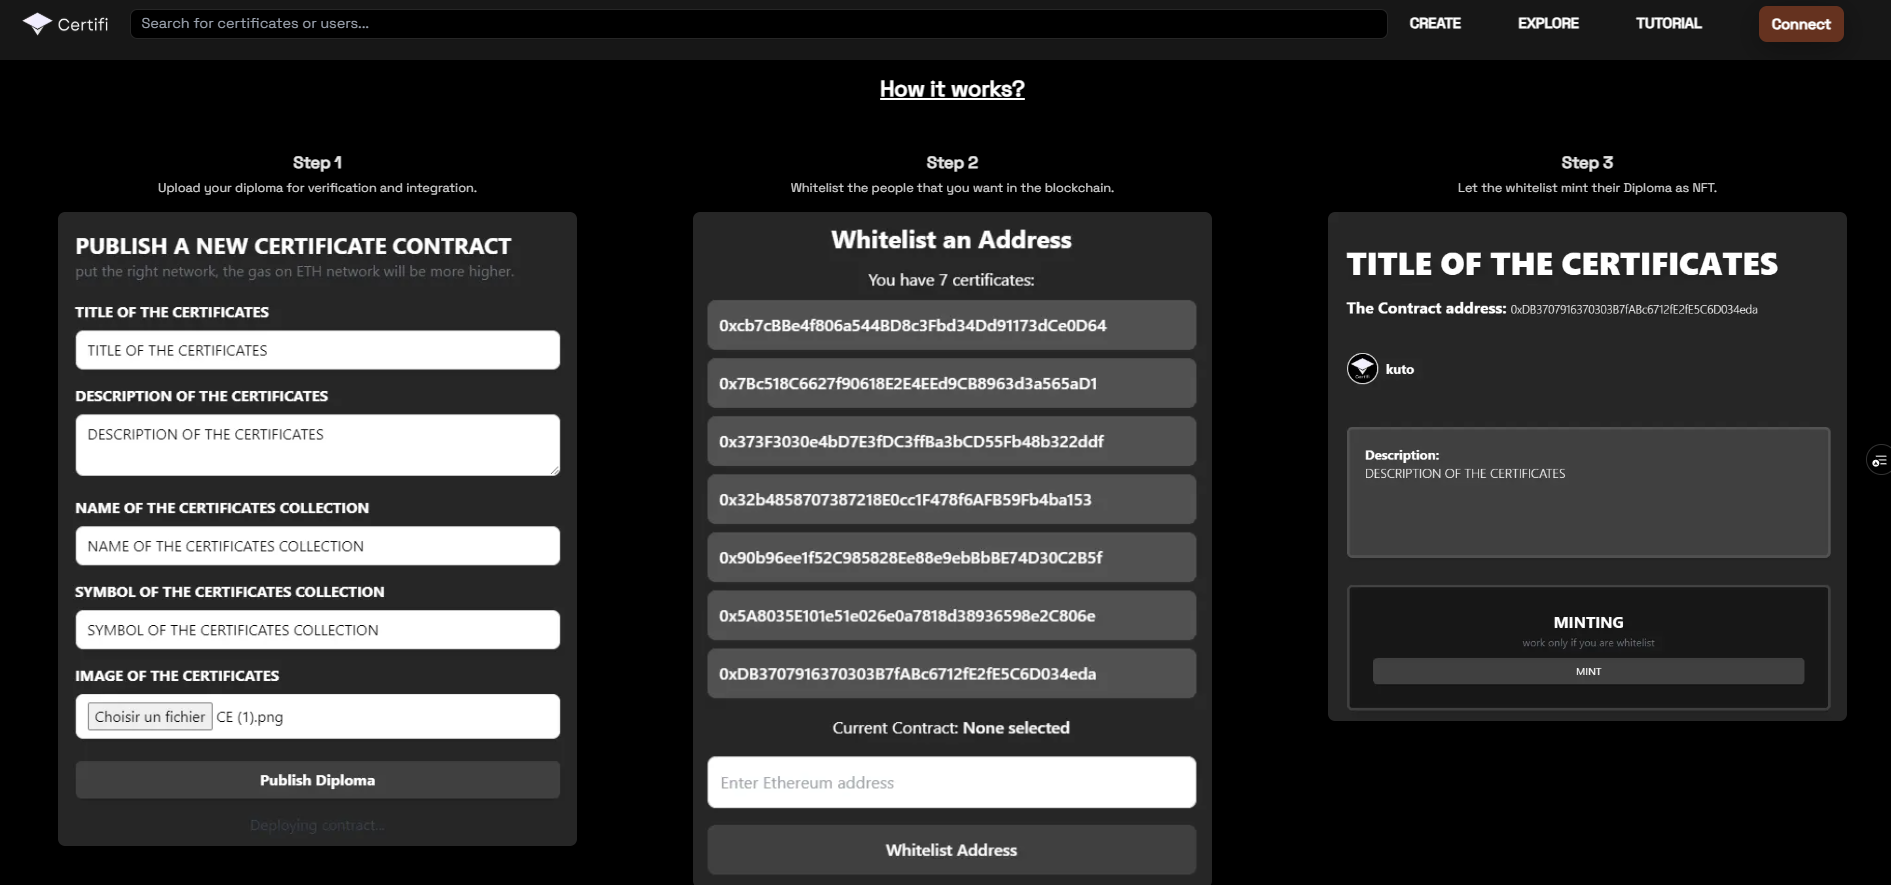 Certifi
Search for certificates or users...
CREATE
EXPLORE
TUTORIAL
Connect
How it works?
Step 1
Upload your diploma for verification and integration.
PUBLISH A NEW CERTIFICATE CONTRACT
put the right network, the gas on ETH network will be more higher.
TITLE OF THE CERTIFICATES
TITLE OF THE CERTIFICATES
DESCRIPTION OF THE CERTIFICATES
DESCRIPTION OF THE CERTIFICATES
NAME OF THE CERTIFICATES COLLECTION
NAME OF THE CERTIFICATES COLLECTION
SYMBOL OF THE CERTIFICATES COLLECTION
SYMBOL OF THE CERTIFICATES COLLECTION
IMAGE OF THE CERTIFICATES
Choisir un fichier CE (1).png
Publish Diploma
Deploying contract...
Step 2
Whitelist the people that you want in the blockchain.
Whitelist an Address
You have 7 certificates:
0xcb7cBBe4f806a544BD8c3Fbd34Dd91173dCe0D64
0x7Bc518C6627f90618E2E4EEd9CB8963d3a565aD1
0x373F3030e4bD7E3fDC3ffBa3bCD55Fb48b322ddf
0x32b4858707387218E0cc1F478f6AFB59Fb4ba153
0x90b96ee1f52C985828Ee88e9ebBbBE74D30C2B5f
0x5A8035E101e51e026e0a7818d38936598e2C806e
0xDB3707916370303B7fABc6712fE2fE5C6D034eda
Current Contract: None selected
Enter Ethereum address
Whitelist Address
Step 3
Let the whitelist mint their Diploma as NFT.
TITLE OF THE CERTIFICATES
The Contract address: 0xDB3707916370303B7fABc6712fE2fE5C6D034eda
Certifi
kuto
Description:
DESCRIPTION OF THE CERTIFICATES
MINTING
work only if you are whitelist
MINT